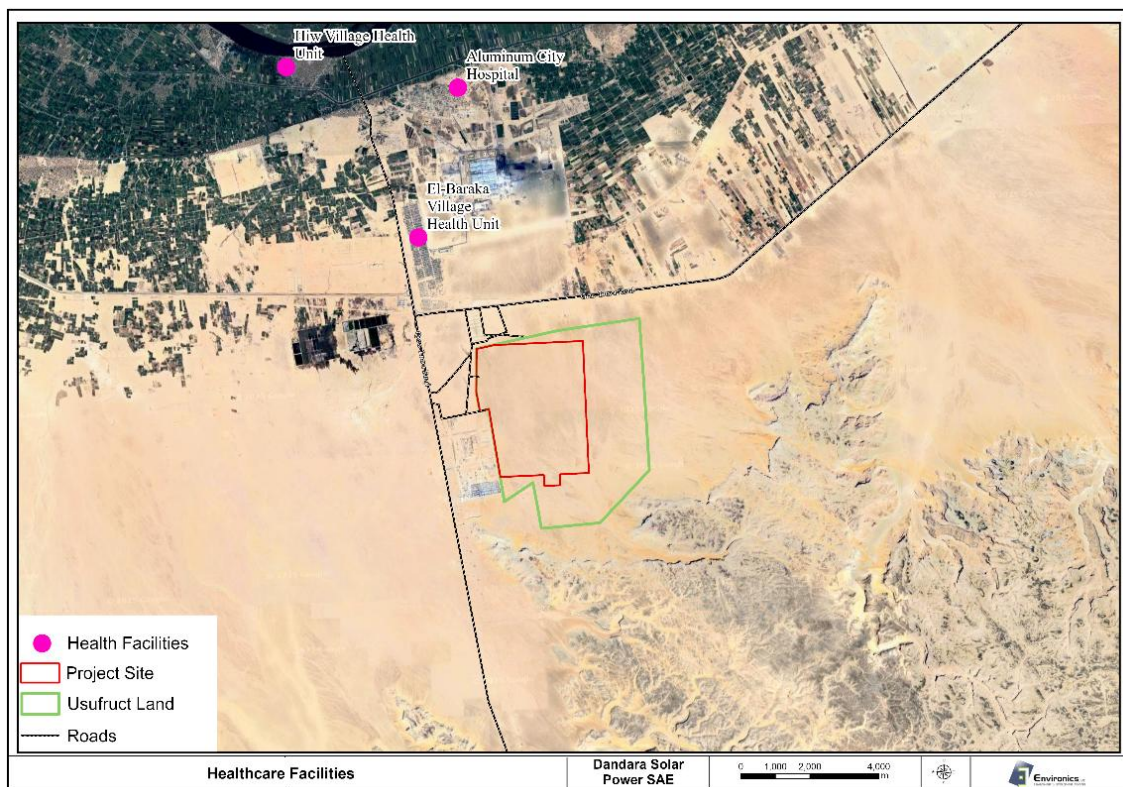 Hiw Village Health
Unit
Aluminum City
Hospital
El-Baraka
Village
Health Unit
Health Facilities
Project Site
Usufruct Land
Roads
Healthcare Facilities
Dandara Solar
Power SAE
0 1,000 2,000 4,000
m
Environics